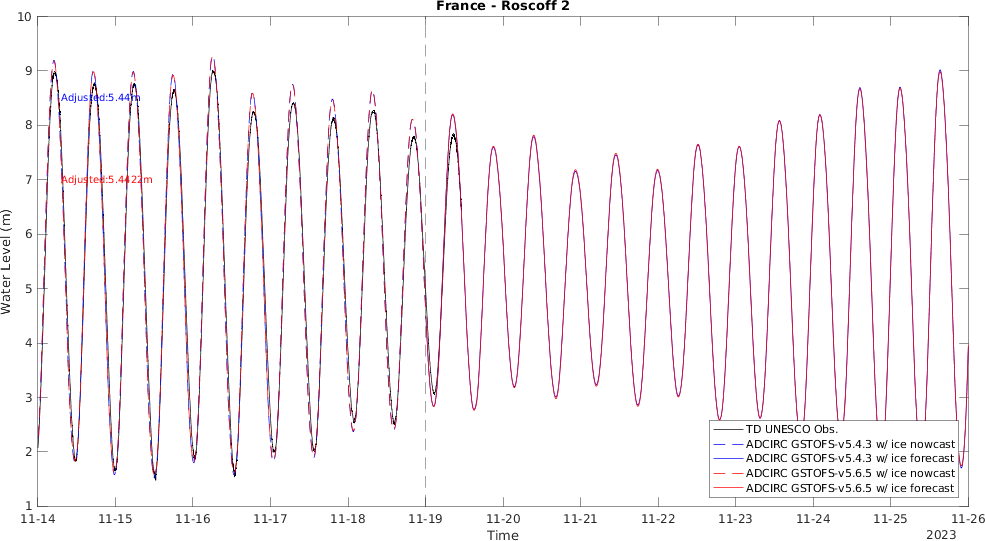 France - Roscoff 2
10
9
8
7
6
5
4
3
2
1
Water Level (m)
Adjusted:5.44m
Adjusted:5.4422m
TD UNESCO Obs.
ADCIRC GSTOFS-v5.4.3 w/ ice nowcast
ADCIRC GSTOFS-v5.4.3 w/ ice forecast
ADCIRC GSTOFS-v5.6.5 w/ ice nowcast
ADCIRC GSTOFS-v5.6.5 w/ ice forecast
11-14 11-15 11-16 11-17 11-18 11-19 11-20 11-21 11-22 11-23 11-24 11-25 11-26
Time
2023